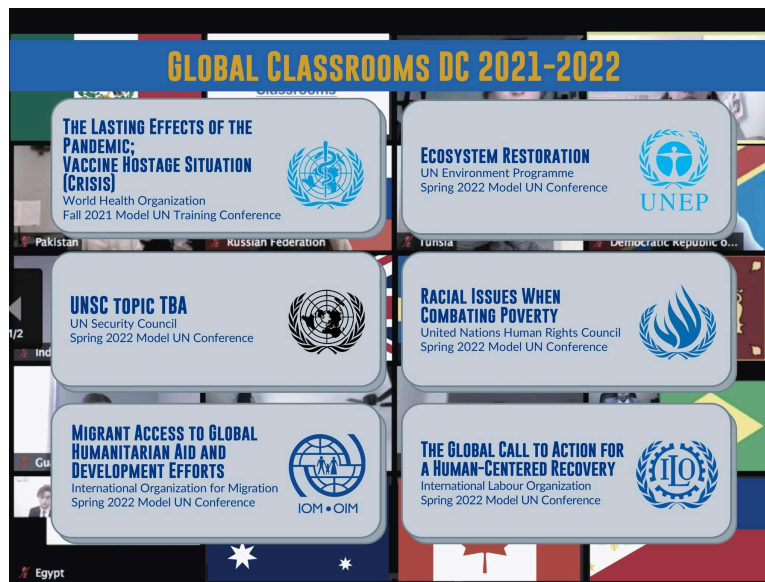 GLOBAL CLASSROOMS DC 2021-2022
Classrooms
THE LASTING EFFECTS OF THE
PANDEMIC;
VACCINE HOSTAGE SITUATION
(CRISIS)
World Health Organization
Fall 2021 Model UN Training Conference
ECOSYSTEM RESTORATION
UN Environment Programme
Spring 2022 Model UN Conference
UNEP
Pakistan
Russian Federation
Tunisia
Democratic Republic o...
UNSC TOPIC TBA
UN Security Council
Spring 2022 Model UN Conference
RACIAL ISSUES WHEN
COMBATING POVERTY
United Nations Human Rights Council
Spring 2022 Model UN Conference
1/2
MIGRANT ACCESS TO GLOBAL
HUMANITARIAN AID AND
DEVELOPMENT EFFORTS
International Organization for Migration
Spring 2022 Model UN Conference
IOM • OIM
THE GLOBAL CALL TO ACTION FOR
A HUMAN-CENTERED RECOVERY
International Labour Organization
Spring 2022 Model UN Conference
ILO
Egypt